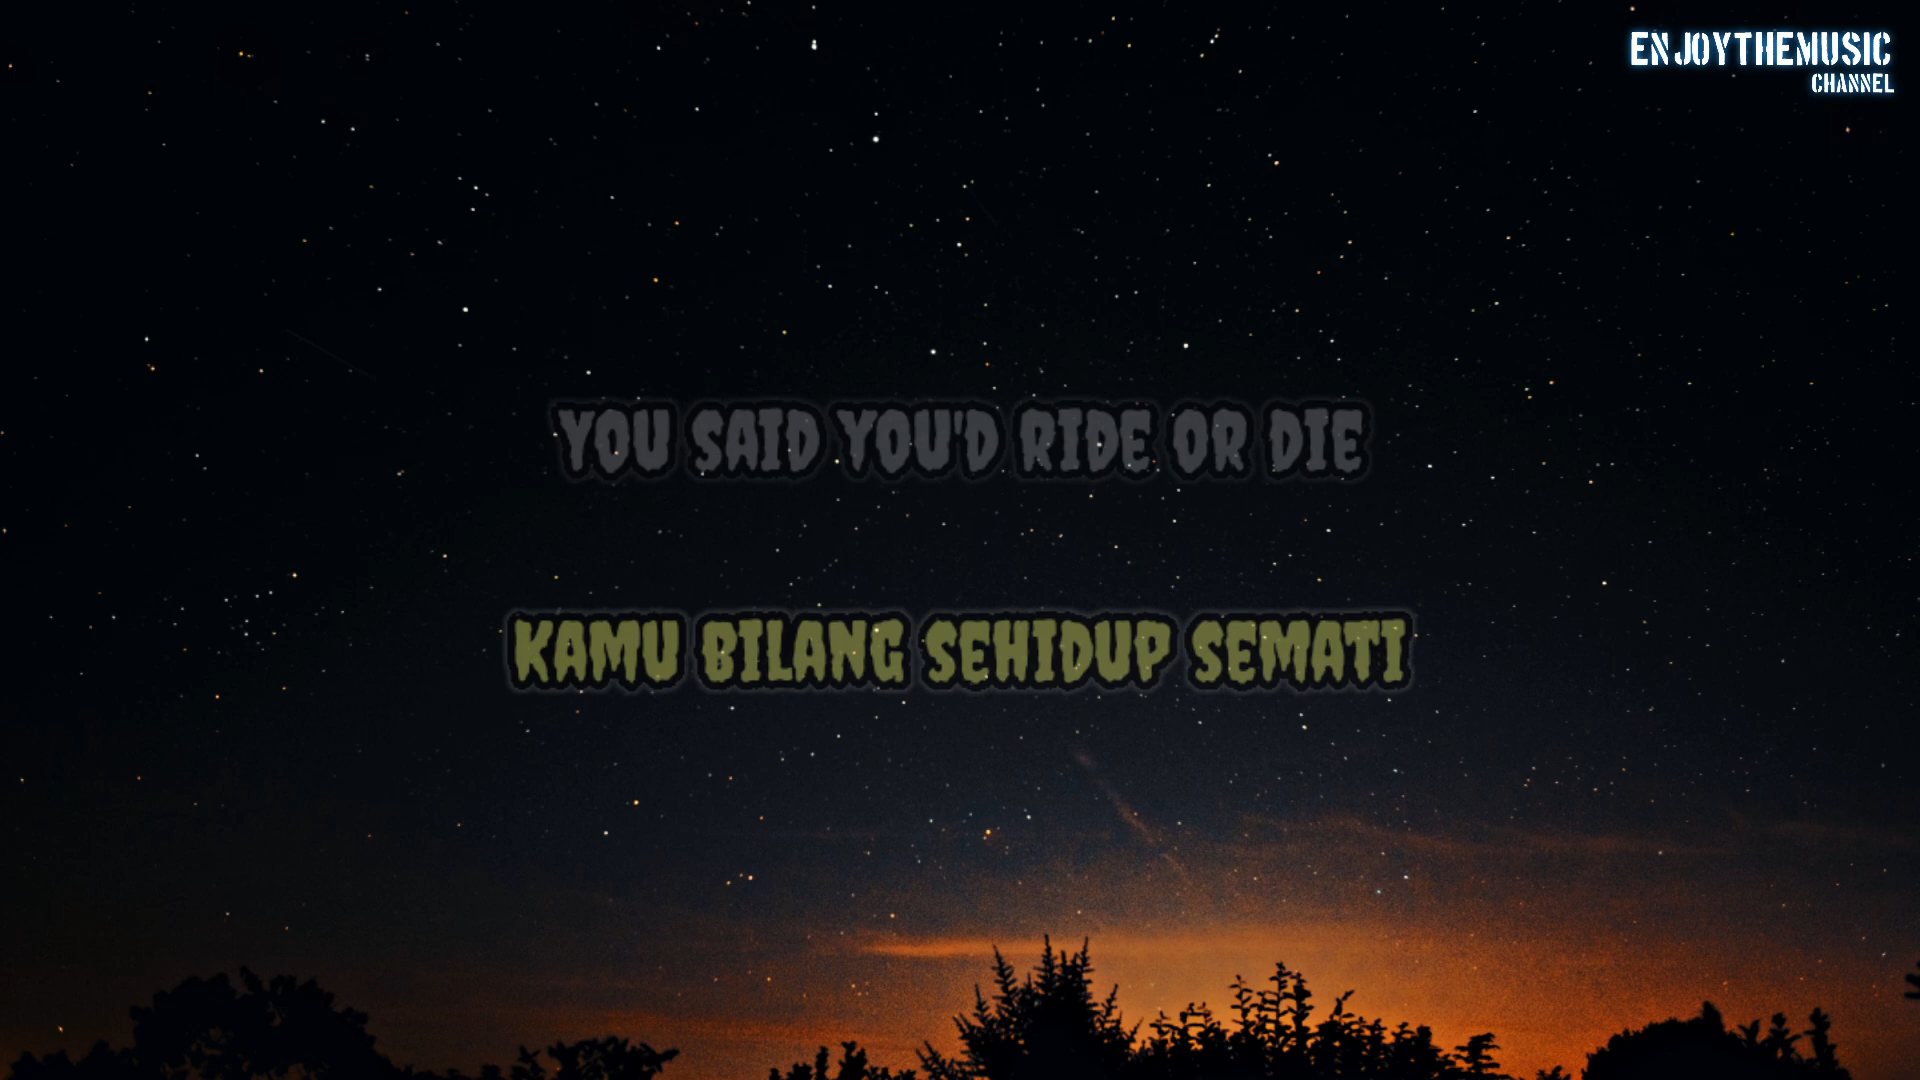 ENJOYTHEMUSIC
CHANNEL
YOU SAID YOU'D RIDE OR DIE
KAMU BILANG SEHIDUP SEMATI